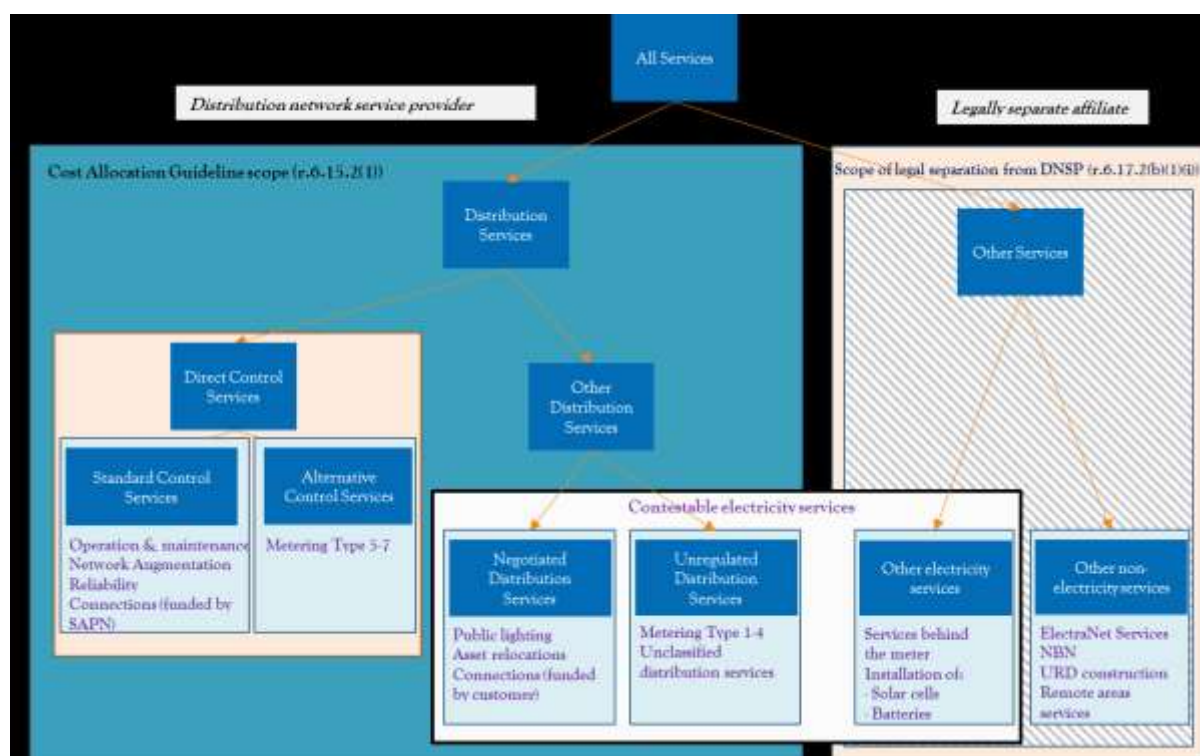 All Services
Distribution network service provider
Legally separate affiliate
Cost Allocation Guideline scope (r.6.15.2(1))
Scope of legal separation from DNSP (r.6.17.2(b)(1)(i))
Distribution
Services
Other Services
Direct Control
Services
Other
Distribution
Services
Standard Control
Services
Alternative
Control Services
Operation & maintenance
Network Augmentation
Reliability
Connections (funded by
SAPN)
Metering Type 5-7
Contestable electricity services
Negotiated
Distribution
Services
Unregulated
Distribution
Services
Other electricity
services
Other non-
electricity services
Public lighting
Asset relocations
Connections (funded
by customer)
Metering Type 1-4
Unclassified
distribution services
Services behind
the meter
Installation of:
- Solar cells
- Batteries
ElectraNet Services
NBN
URD construction
Remote areas
services